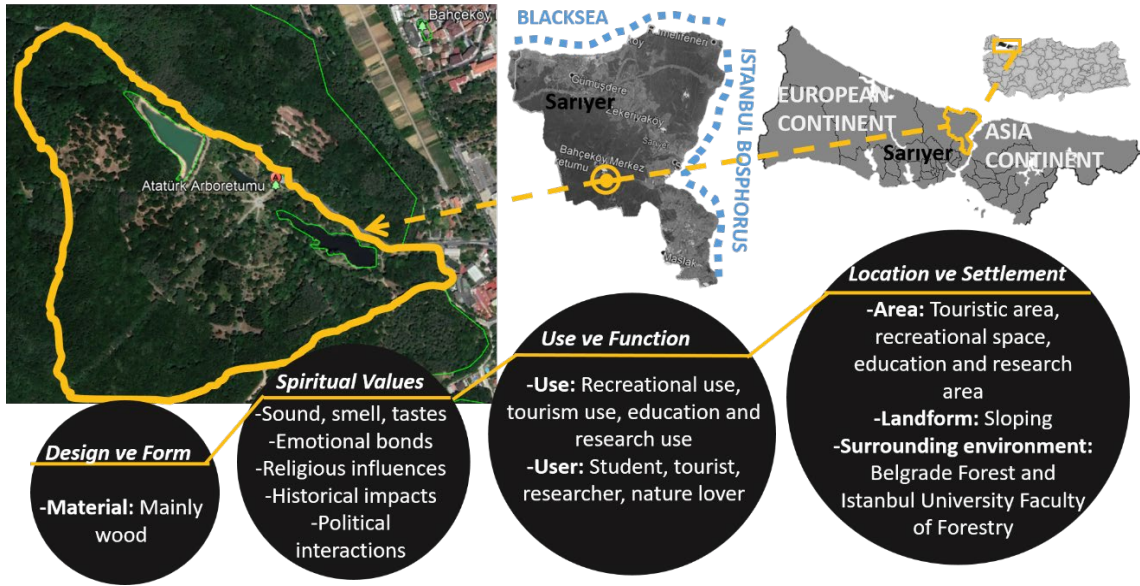 Bahçeköy
Atatürk Arboretumu
BLACKSEA
ISTANBUL BOSPHORUS
melifeneri
köy
Gümüşdere
Sarıyer
Zekeriyaköy
Sarıyer
Bahçeköy Merkez
retumu
Maslak
EUROPEAN
CONTINENT
Sarıyer
ASIA
CONTINENT
Design ve Form
-Material: Mainly
wood
Spiritual Values
-Sound, smell, tastes
-Emotional bonds
-Religious influences
-Historical impacts
-Political
interactions
Use ve Function
-Use: Recreational use,
tourism use, education and
research use
-User: Student, tourist,
researcher, nature lover
Location ve Settlement
-Area: Touristic area,
recreational space,
education and research
area
-Landform: Sloping
-Surrounding environment:
Belgrade Forest and
Istanbul University Faculty
of Forestry